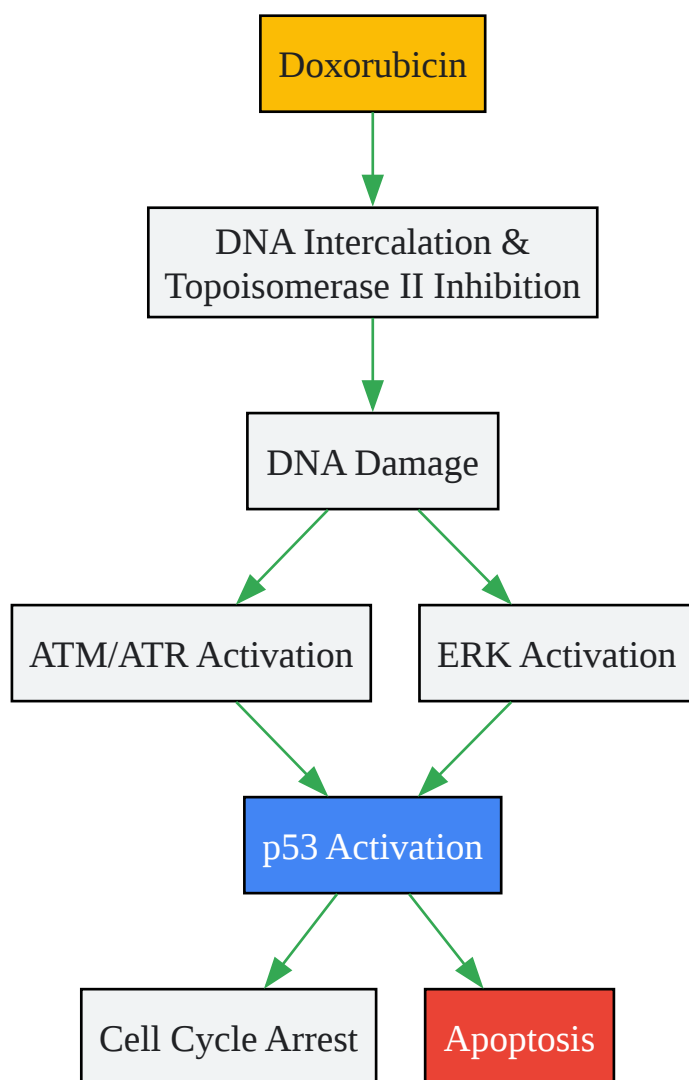 Doxorubicin
DNA Intercalation &
Topoisomerase II Inhibition
DNA Damage
ATM/ATR Activation
ERK Activation
p53 Activation
Cell Cycle Arrest
Apoptosis